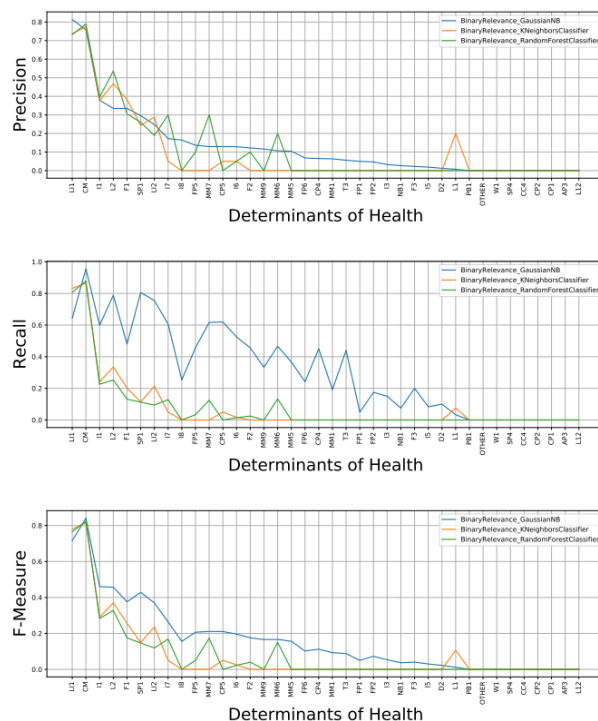 BinaryRelevance_GaussianNB
BinaryRelevance_KNeighborsClassifier
BinaryRelevance_RandomForestClassifier
Precision
0.8
0.7
0.6
0.5
0.4
0.3
0.2
0.1
0.0
LI1 CM I1 L2 F1 SP1 LI2 I7 I8 FP5 MM7 CP5 I6 F2 MM9 MM6 MM5 FP6 CP4 MM1 T3 FP1 FP2 I3 NB1 F3 I5 D2 L1 PB1 OTHER W1 SP4 CC4 CP2 CP1 AP3 L12
Determinants of Health
BinaryRelevance_GaussianNB
BinaryRelevance_KNeighborsClassifier
BinaryRelevance_RandomForestClassifier
Recall
1.0
0.8
0.6
0.4
0.2
0.0
LI1 CM I1 L2 F1 SP1 LI2 I7 I8 FP5 MM7 CP5 I6 F2 MM9 MM6 MM5 FP6 CP4 MM1 T3 FP1 FP2 I3 NB1 F3 I5 D2 L1 PB1 OTHER W1 SP4 CC4 CP2 CP1 AP3 L12
Determinants of Health
BinaryRelevance_GaussianNB
BinaryRelevance_KNeighborsClassifier
BinaryRelevance_RandomForestClassifier
F-Measure
0.8
0.6
0.4
0.2
0.0
LI1 CM I1 L2 F1 SP1 LI2 I7 I8 FP5 MM7 CP5 I6 F2 MM9 MM6 MM5 FP6 CP4 MM1 T3 FP1 FP2 I3 NB1 F3 I5 D2 L1 PB1 OTHER W1 SP4 CC4 CP2 CP1 AP3 L12
Determinants of Health